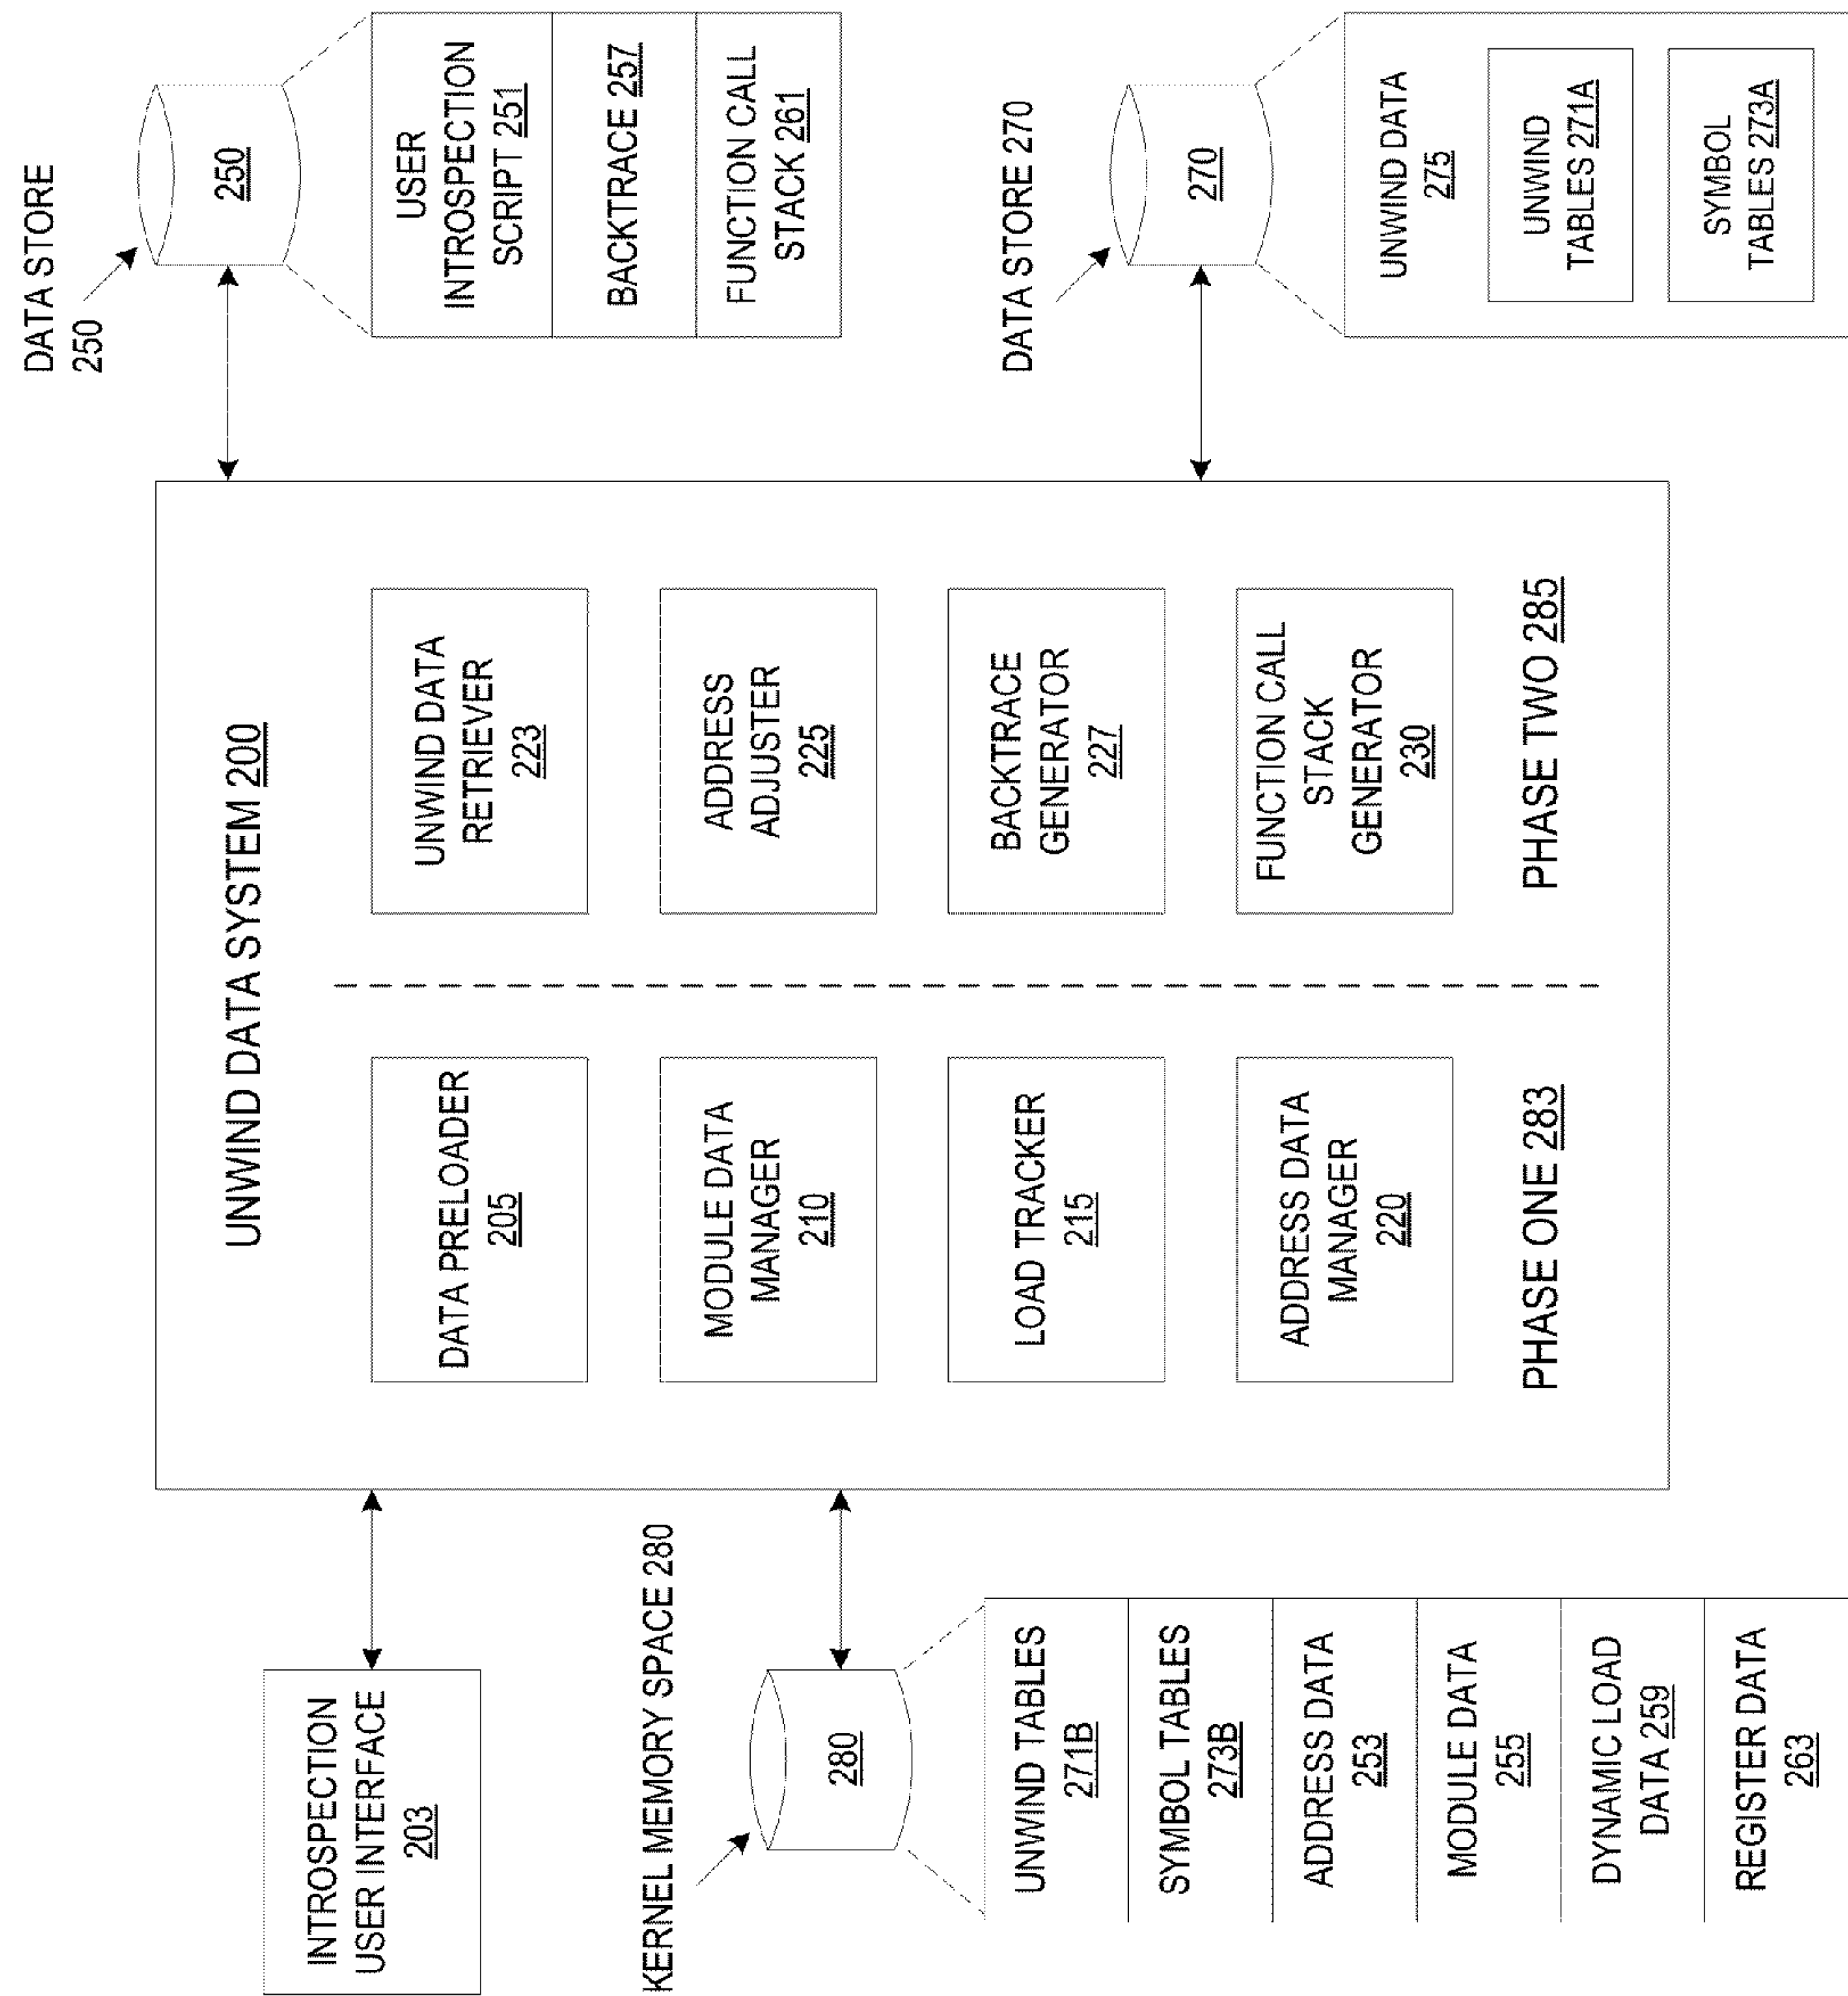 DATA STORE
250
250
USER
INTROSPECTION
SCRIPT 251
BACKTRACE 257
FUNCTION CALL
STACK 261
DATA STORE 270
270
UNWIND DATA
275
UNWIND
TABLES 271A
SYMBOL
TABLES 273A
UNWIND DATA SYSTEM 200
UNWIND DATA
RETRIEVER
223
ADDRESS
ADJUSTER
225
BACKTRACE
GENERATOR
227
FUNCTION CALL
STACK
GENERATOR
230
PHASE TWO 285
DATA PRELOADER
205
MODULE DATA
MANAGER
210
LOAD TRACKER
215
ADDRESS DATA
MANAGER
220
PHASE ONE 283
INTROSPECTION
USER INTERFACE
203
KERNEL MEMORY SPACE 280
280
UNWIND TABLES
271B
SYMBOL TABLES
273B
ADDRESS DATA
253
MODULE DATA
255
DYNAMIC LOAD
DATA 259
REGISTER DATA
263